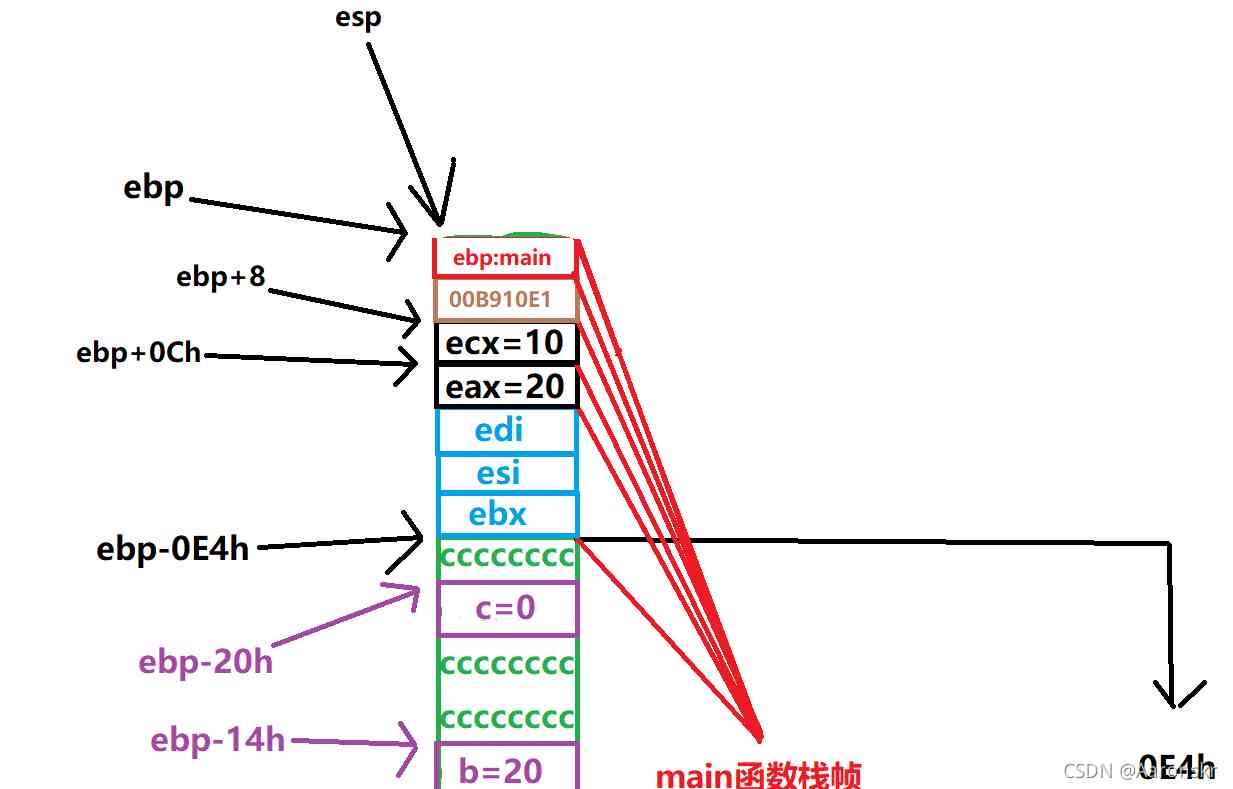 esp
ebp
ebp:main
ebp+8
00B910E1
ebp+0Ch
ecx=10
eax=20
edi
esi
ebx
ebp-0E4h
cccccccc
c=0
ebp-20h
cccccccc
cccccccc
ebp-14h
b=20
main函数栈帧
0E4h
CSDN @Aaronskr